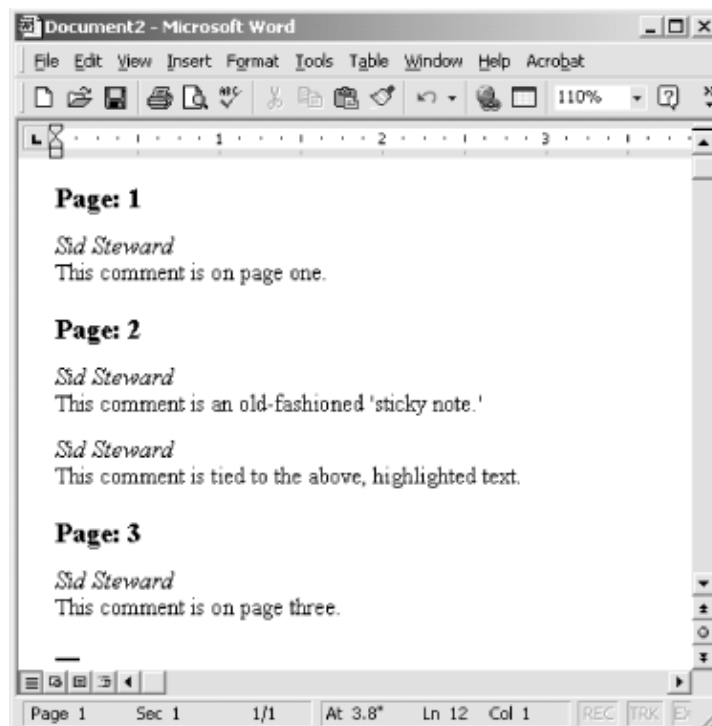 Document2 - Microsoft Word
File Edit View Insert Format Tools Table Window Help Acrobat
ABC 110%
1 2 3
Page: 1
Sid Steward
This comment is on page one.
Page: 2
Sid Steward
This comment is an old-fashioned 'sticky note.'
Sid Steward
This comment is tied to the above, highlighted text.
Page: 3
Sid Steward
This comment is on page three.
Page 1 Sec 1 1/1 At 3.8" Ln 12 Col 1 REC TRK